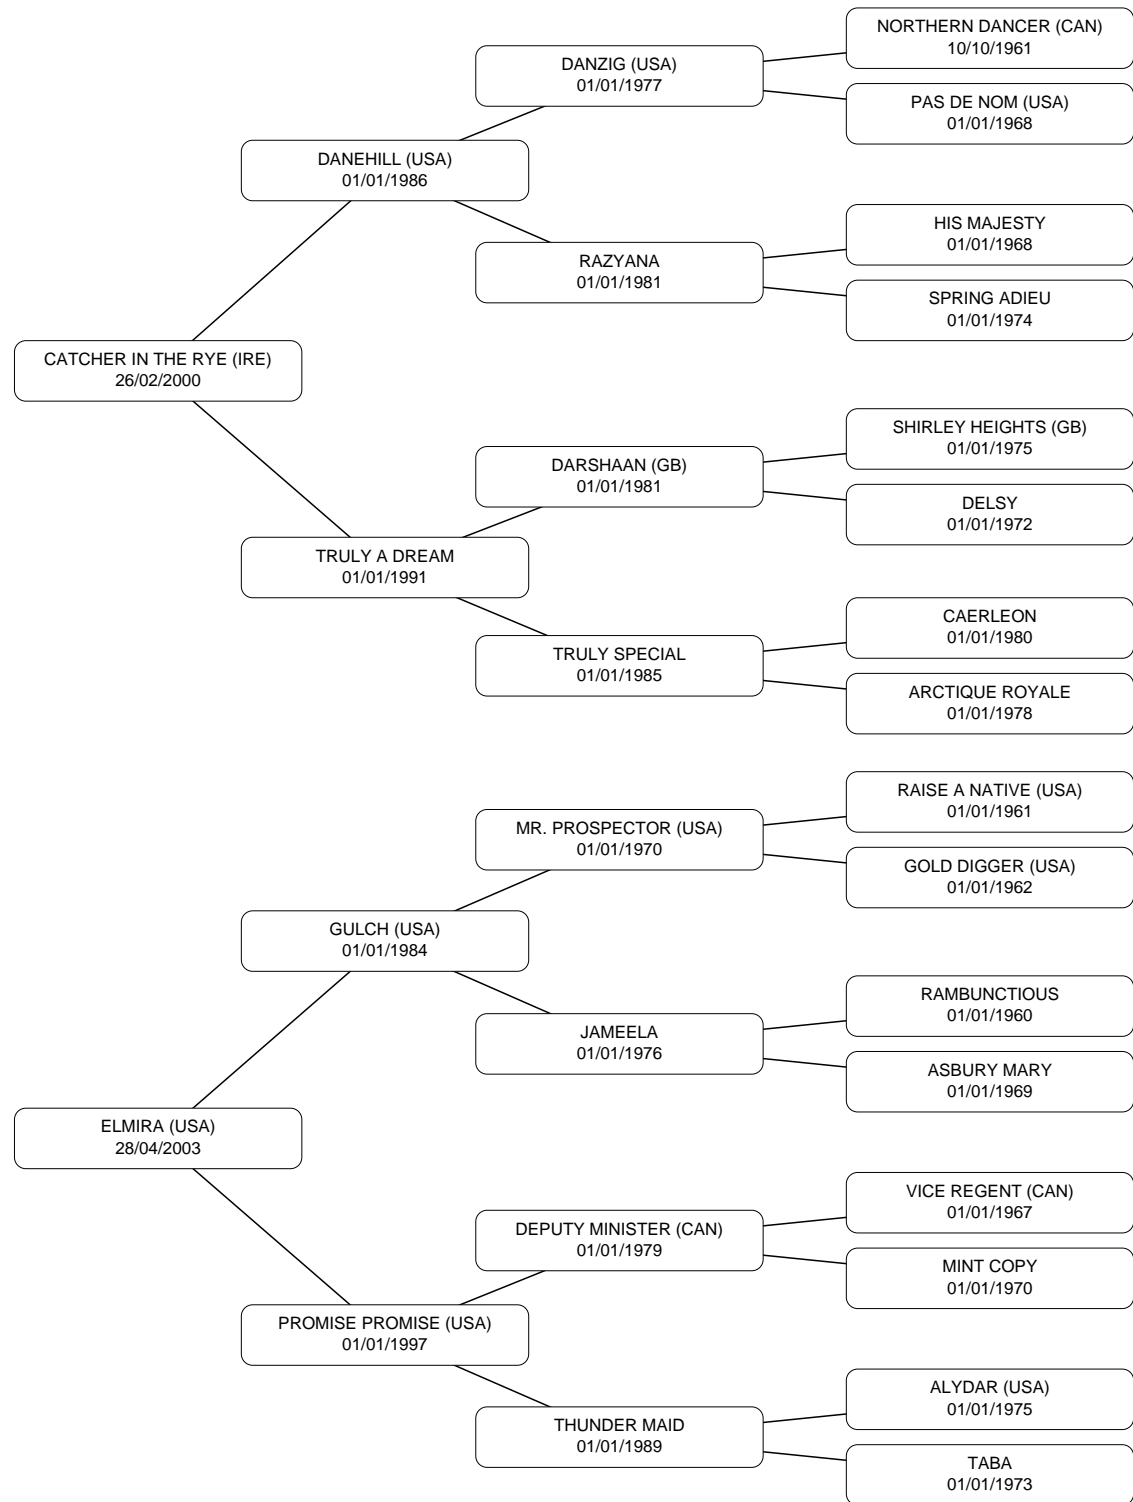 NORTHERN DANCER (CAN)
10/10/1961
DANZIG (USA)
01/01/1977
PAS DE NOM (USA)
01/01/1968
DANEHILL (USA)
01/01/1986
HIS MAJESTY
01/01/1968
RAZYANA
01/01/1981
SPRING ADIEU
01/01/1974
CATCHER IN THE RYE (IRE)
26/02/2000
SHIRLEY HEIGHTS (GB)
01/01/1975
DARSHAAN (GB)
01/01/1981
DELSY
01/01/1972
TRULY A DREAM
01/01/1991
CAERLEON
01/01/1980
TRULY SPECIAL
01/01/1985
ARCTIQUE ROYALE
01/01/1978
RAISE A NATIVE (USA)
01/01/1961
MR. PROSPECTOR (USA)
01/01/1970
GOLD DIGGER (USA)
01/01/1962
GULCH (USA)
01/01/1984
RAMBUNCTIOUS
01/01/1960
JAMEELA
01/01/1976
ASBURY MARY
01/01/1969
ELMIRA (USA)
28/04/2003
VICE REGENT (CAN)
01/01/1967
DEPUTY MINISTER (CAN)
01/01/1979
MINT COPY
01/01/1970
PROMISE PROMISE (USA)
01/01/1997
ALYDAR (USA)
01/01/1975
THUNDER MAID
01/01/1989
TABA
01/01/1973